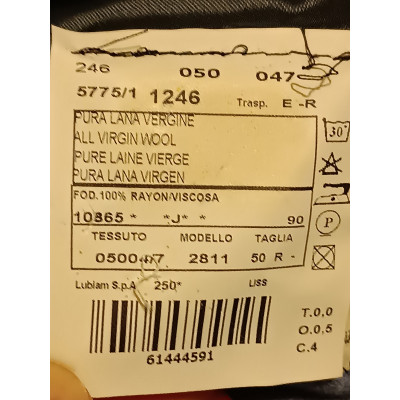 246 050 047
5775/1 1246 Trasp. E -R
PURA LANA VERGINE
ALL VIRGIN WOOL
PURE LAINE VIERGE
PURA LANA VIRGEN
30°
FOD.100% RAYON/VISCOSA
10865 * *J* * 90
P
TESSUTO MODELLO TAGLIA
2811 50 R -
Lubiam S.p.A 250* LISS
T.0,0
O.0,5
C.4
61444591